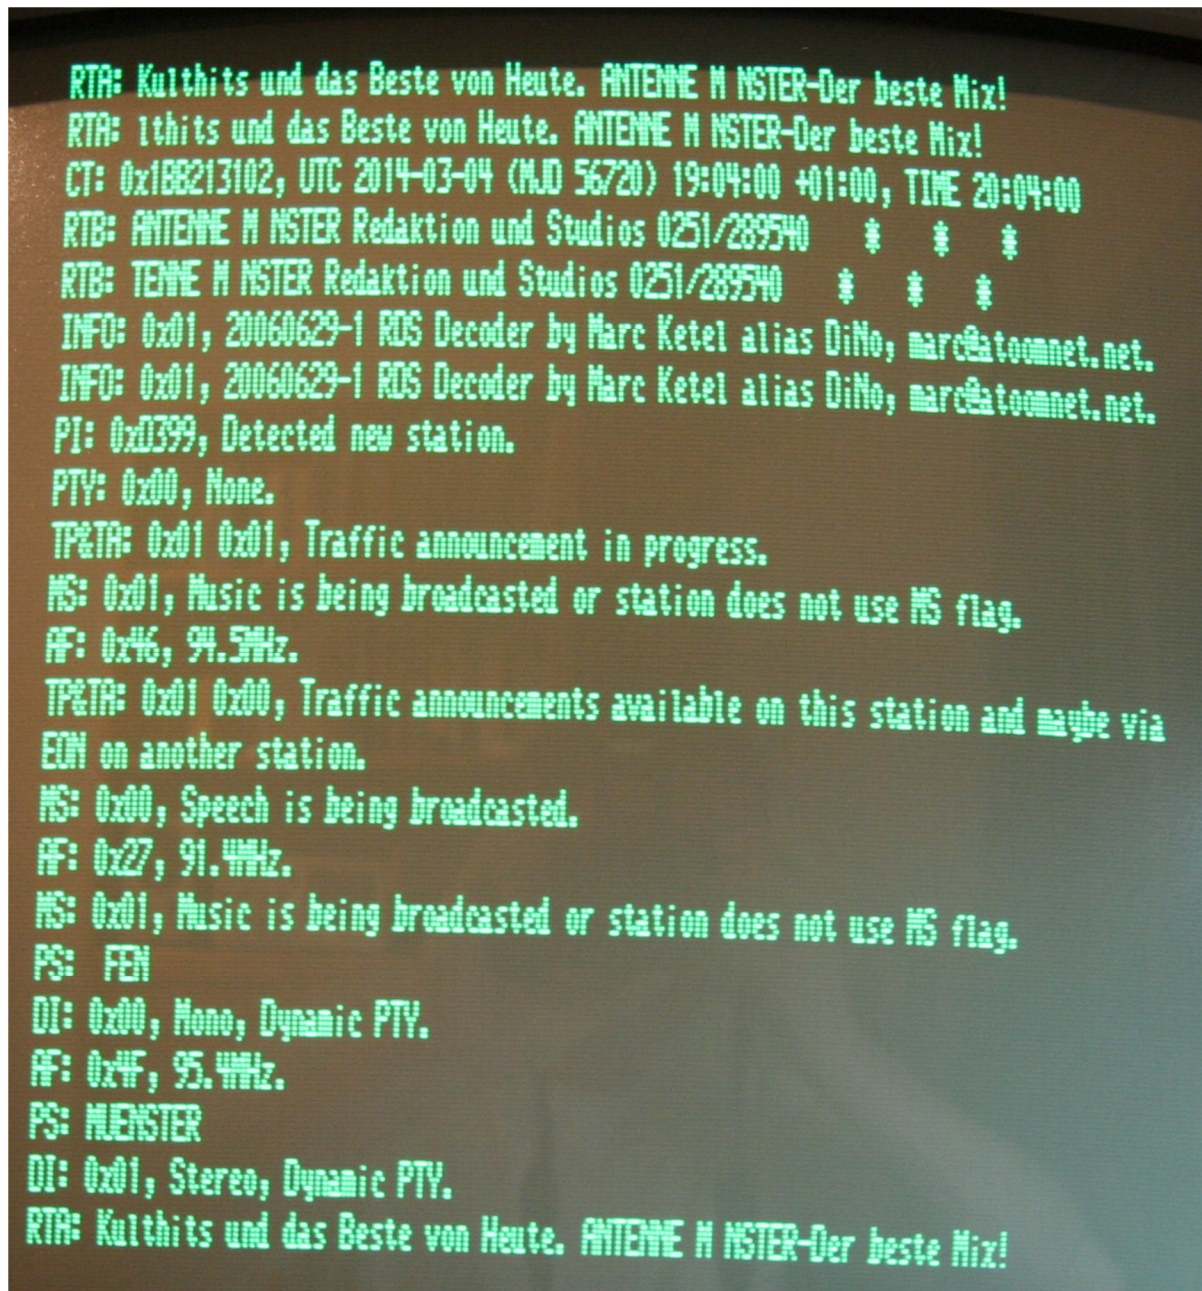 RTA: Kulthits und das Beste von Heute. ANTENNE M NSTER-Der beste Mix!
RTA: lthits und das Beste von Heute. ANTENNE M NSTER-Der beste Mix!
CT: 0x1BB213102, UTC 2014-03-04 (MJD 56720) 19:04:00 +01:00, TIME 20:04:00
RTB: ANTENNE M NSTER Redaktion und Studios 0251/289540 * * *
RTB: TENNE M NSTER Redaktion und Studios 0251/289540 * * *
INFO: 0x01, 20060629-1 RDS Decoder by Marc Ketel alias DiNo, marc@atoomnet.net.
INFO: 0x01, 20060629-1 RDS Decoder by Marc Ketel alias DiNo, marc@atoomnet.net.
PI: 0xD399, Detected new station.
PTY: 0x00, None.
TP&TA: 0x01 0x01, Traffic announcement in progress.
MS: 0x01, Music is being broadcasted or station does not use MS flag.
AF: 0x46, 94.5MHz.
TP&TA: 0x01 0x00, Traffic announcements available on this station and maybe via
EON on another station.
MS: 0x00, Speech is being broadcasted.
AF: 0x27, 91.4MHz.
MS: 0x01, Music is being broadcasted or station does not use MS flag.
PS: FEN
DI: 0x00, Mono, Dynamic PTY.
AF: 0x4F, 95.4MHz.
PS: MUENSTER
DI: 0x01, Stereo, Dynamic PTY.
RTA: Kulthits und das Beste von Heute. ANTENNE M NSTER-Der beste Mix!